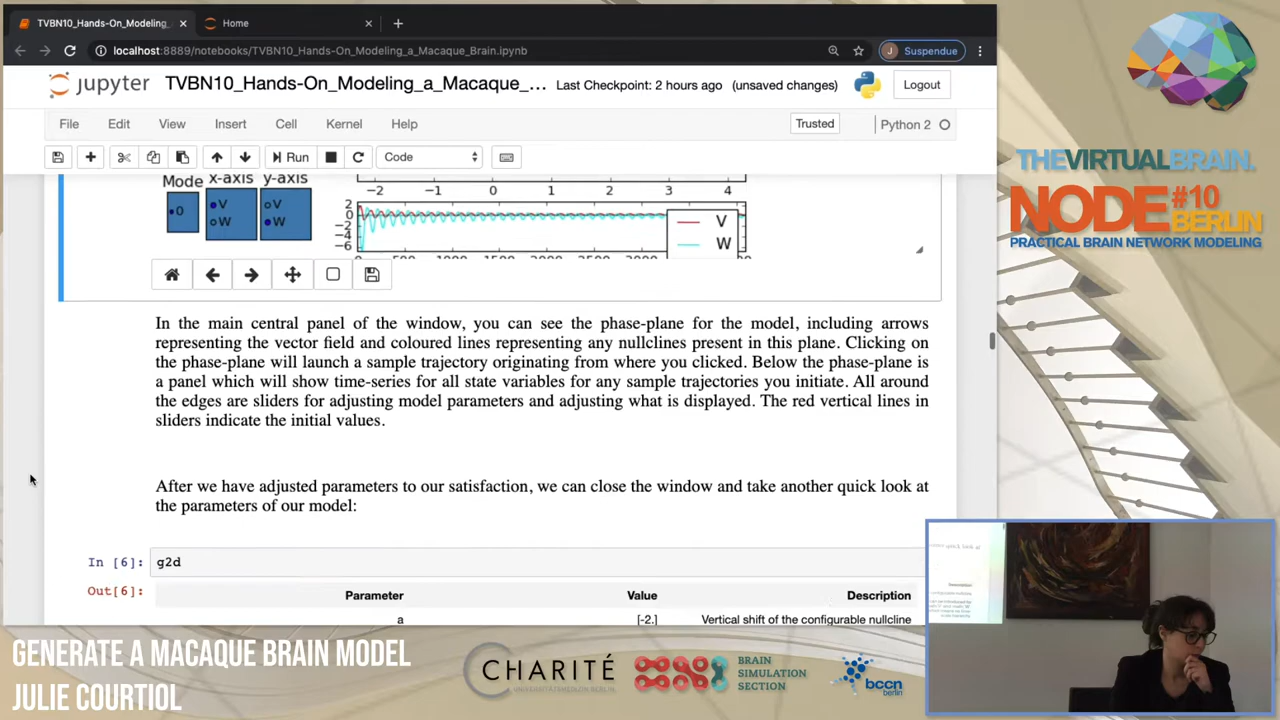 TVBN10_Hands-On_Modeling_
Home
localhost:8889/notebooks/TVBN10_Hands-On_Modeling_a_Macaque_Brain.ipynb
J Suspendue
jupyter TVBN10_Hands-On_Modeling_a_Macaque_... Last Checkpoint: 2 hours ago (unsaved changes) Logout
File Edit View Insert Cell Kernel Help Trusted Python 2
Run Code
Mode x-axis y-axis
0 V V
W W
−2 −1 0 1 2 3 4
2
0
−2
−4
−6
V
W
In the main central panel of the window, you can see the phase-plane for the model, including arrows
representing the vector field and coloured lines representing any nullclines present in this plane. Clicking on
the phase-plane will launch a sample trajectory originating from where you clicked. Below the phase-plane is
a panel which will show time-series for all state variables for any sample trajectories you initiate. All around
the edges are sliders for adjusting model parameters and adjusting what is displayed. The red vertical lines in
sliders indicate the initial values.
After we have adjusted parameters to our satisfaction, we can close the window and take another quick look at
the parameters of our model:
In [6]: g2d
Out[6]: Parameter Value Description
a [-2.] Vertical shift of the configurable nullcline
THEVIRTUALBRAIN.
NODE #10
BERLIN
PRACTICAL BRAIN NETWORK MODELING
GENERATE A MACAQUE BRAIN MODEL
JULIE COURTIOL
CHARITÉ
BRAIN
SIMULATION
SECTION
bccn
berlin